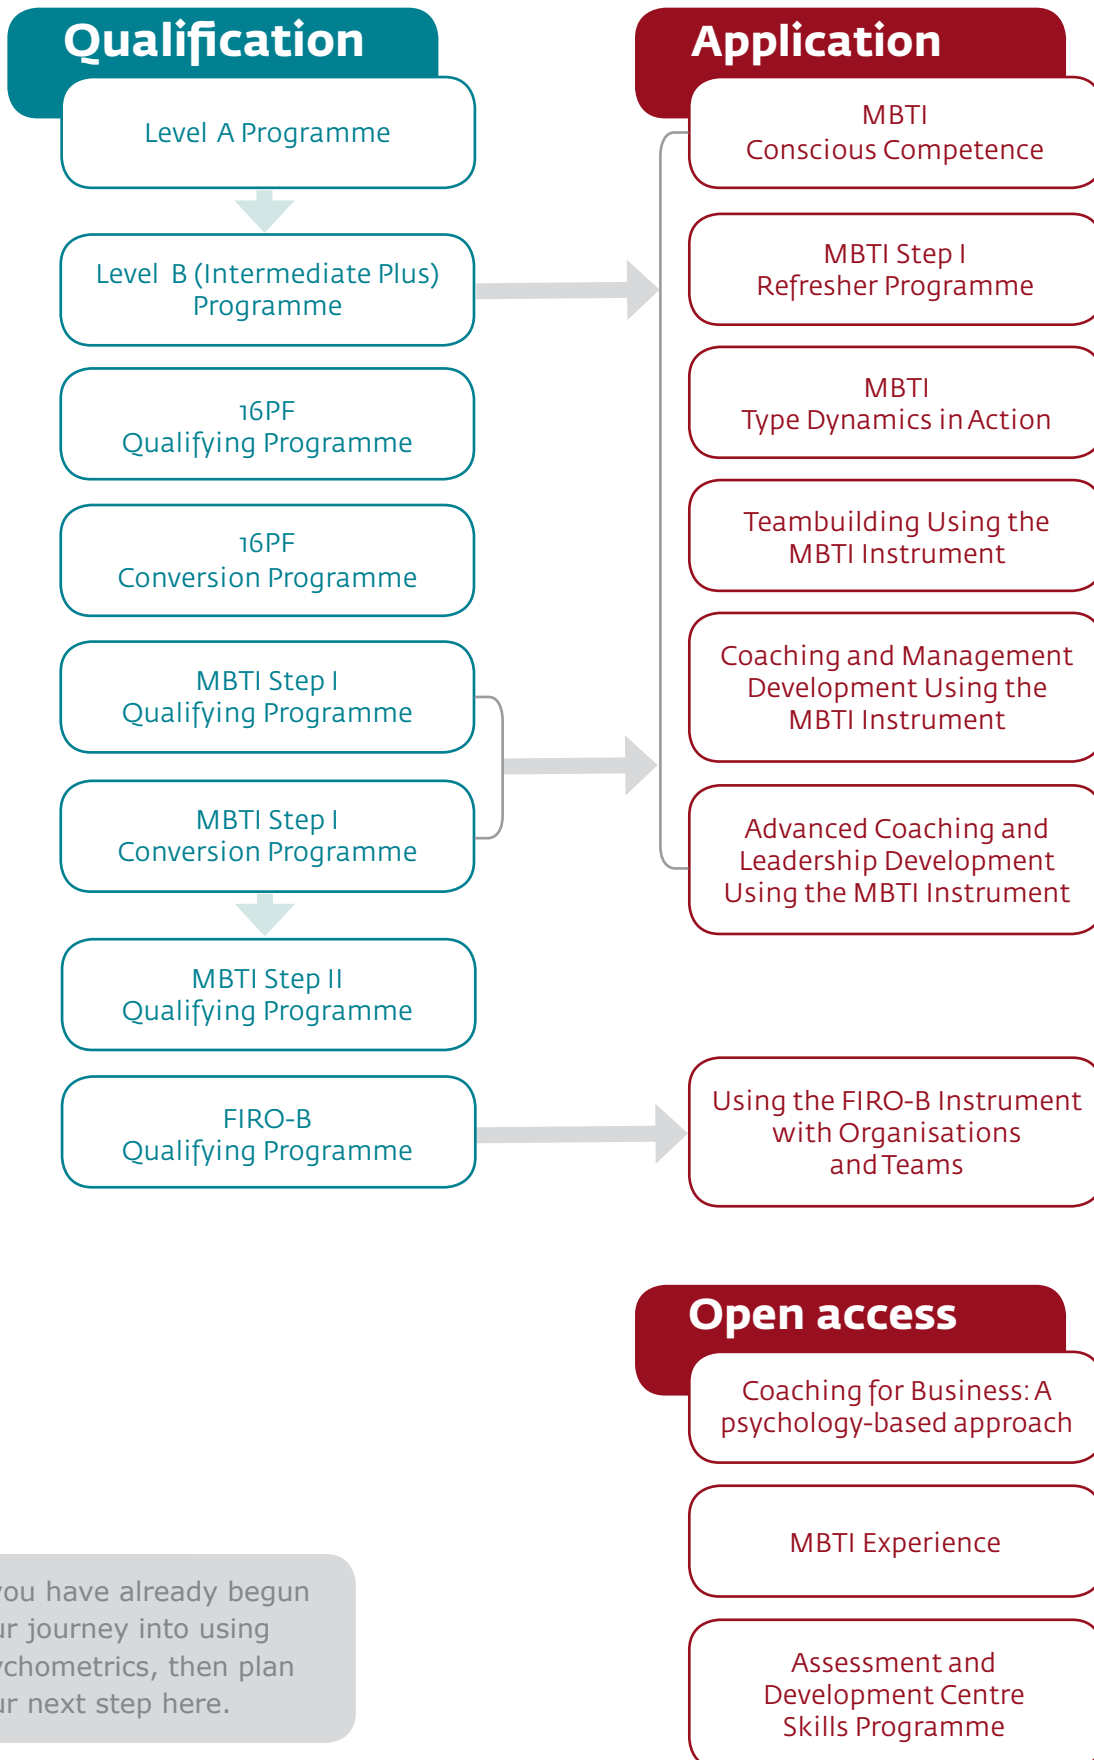 Qualification
Level A Programme
Level B (Intermediate Plus)
Programme
16PF
Qualifying Programme
16PF
Conversion Programme
MBTI Step I
Qualifying Programme
MBTI Step I
Conversion Programme
MBTI Step II
Qualifying Programme
FIRO-B
Qualifying Programme
Application
MBTI
Conscious Competence
MBTI Step I
Refresher Programme
MBTI
Type Dynamics in Action
Teambuilding Using the
MBTI Instrument
Coaching and Management
Development Using the
MBTI Instrument
Advanced Coaching and
Leadership Development
Using the MBTI Instrument
Using the FIRO-B Instrument
with Organisations
and Teams
Open access
Coaching for Business: A
psychology-based approach
MBTI Experience
Assessment and
Development Centre
Skills Programme
you have already begun
journey into using
then plan
next step here.